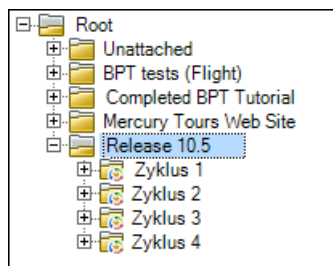 Root
Unattached
BPT tests (Flight)
Completed BPT Tutorial
Mercury Tours Web Site
Release 10.5
Zyklus 1
Zyklus 2
Zyklus 3
Zyklus 4